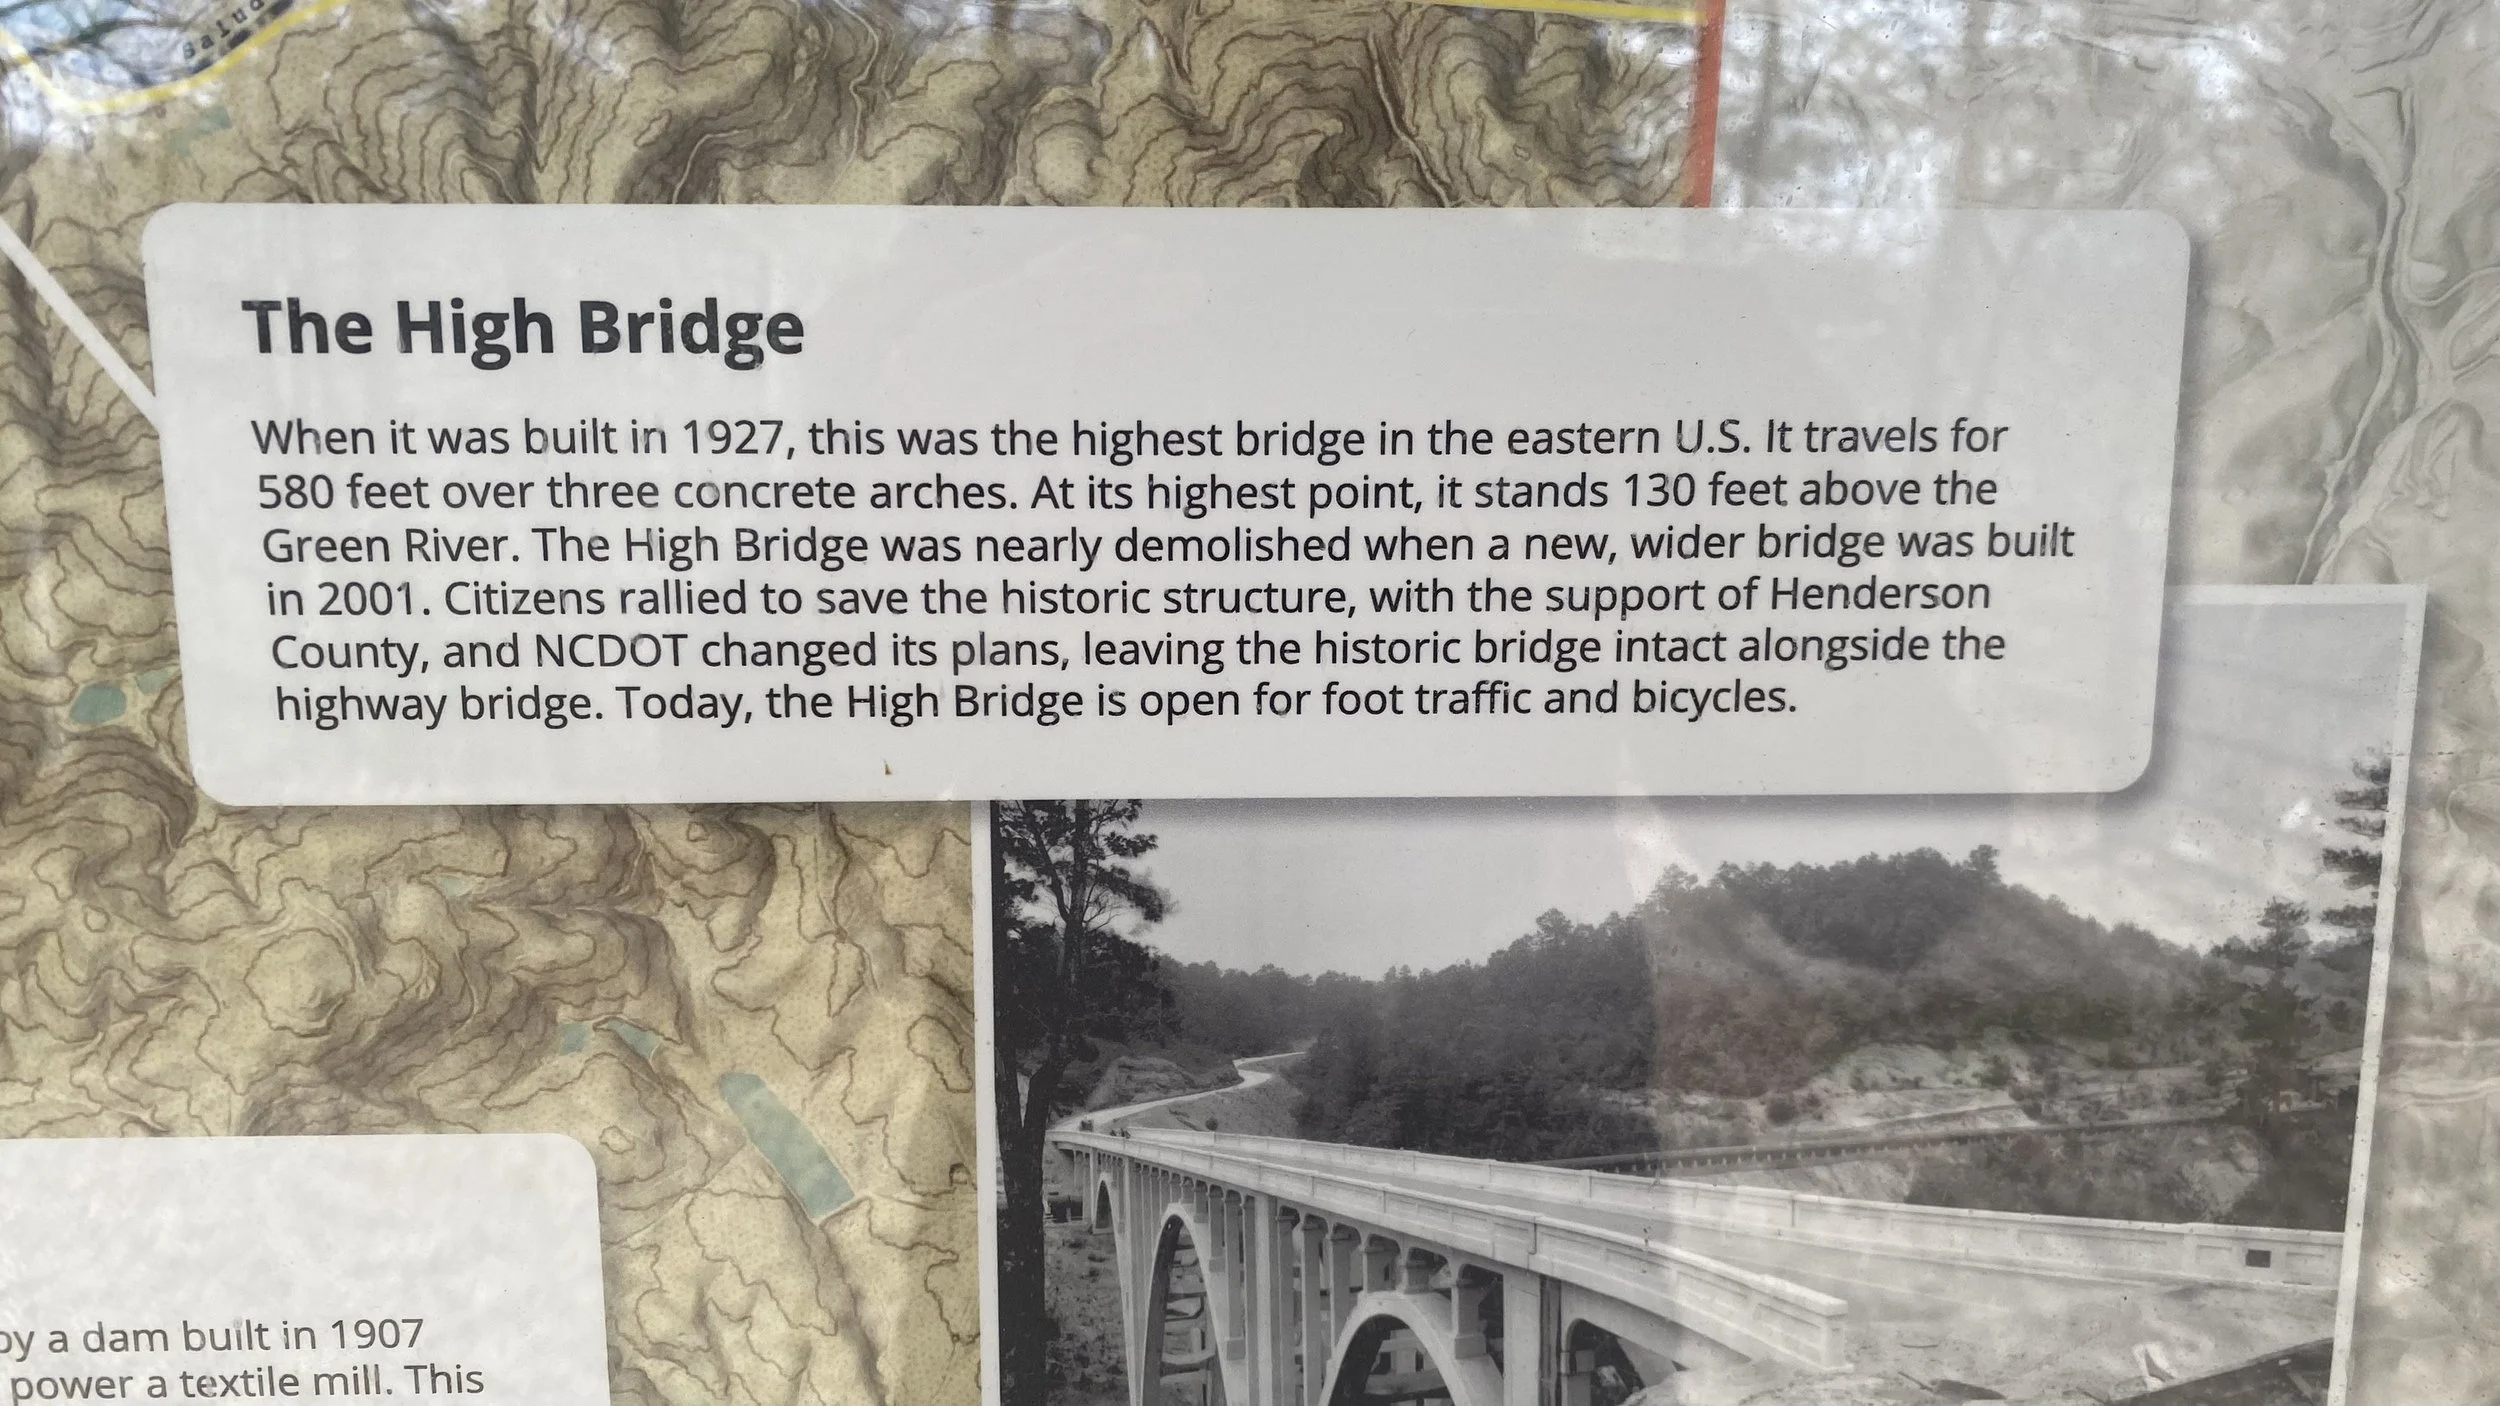 The High Bridge
When it was built in 1927, this was the highest bridge in the eastern U.S. It travels for
580 feet over three concrete arches. At its highest point, it stands 130 feet above the
Green River. The High Bridge was nearly demolished when a new, wider bridge was built
in 2001. Citizens rallied to save the historic structure, with the support of Henderson
County, and NCDOT changed its plans, leaving the historic bridge intact alongside the
highway bridge. Today, the High Bridge is open for foot traffic and bicycles.
by a dam built in 1907
power a textile mill. This